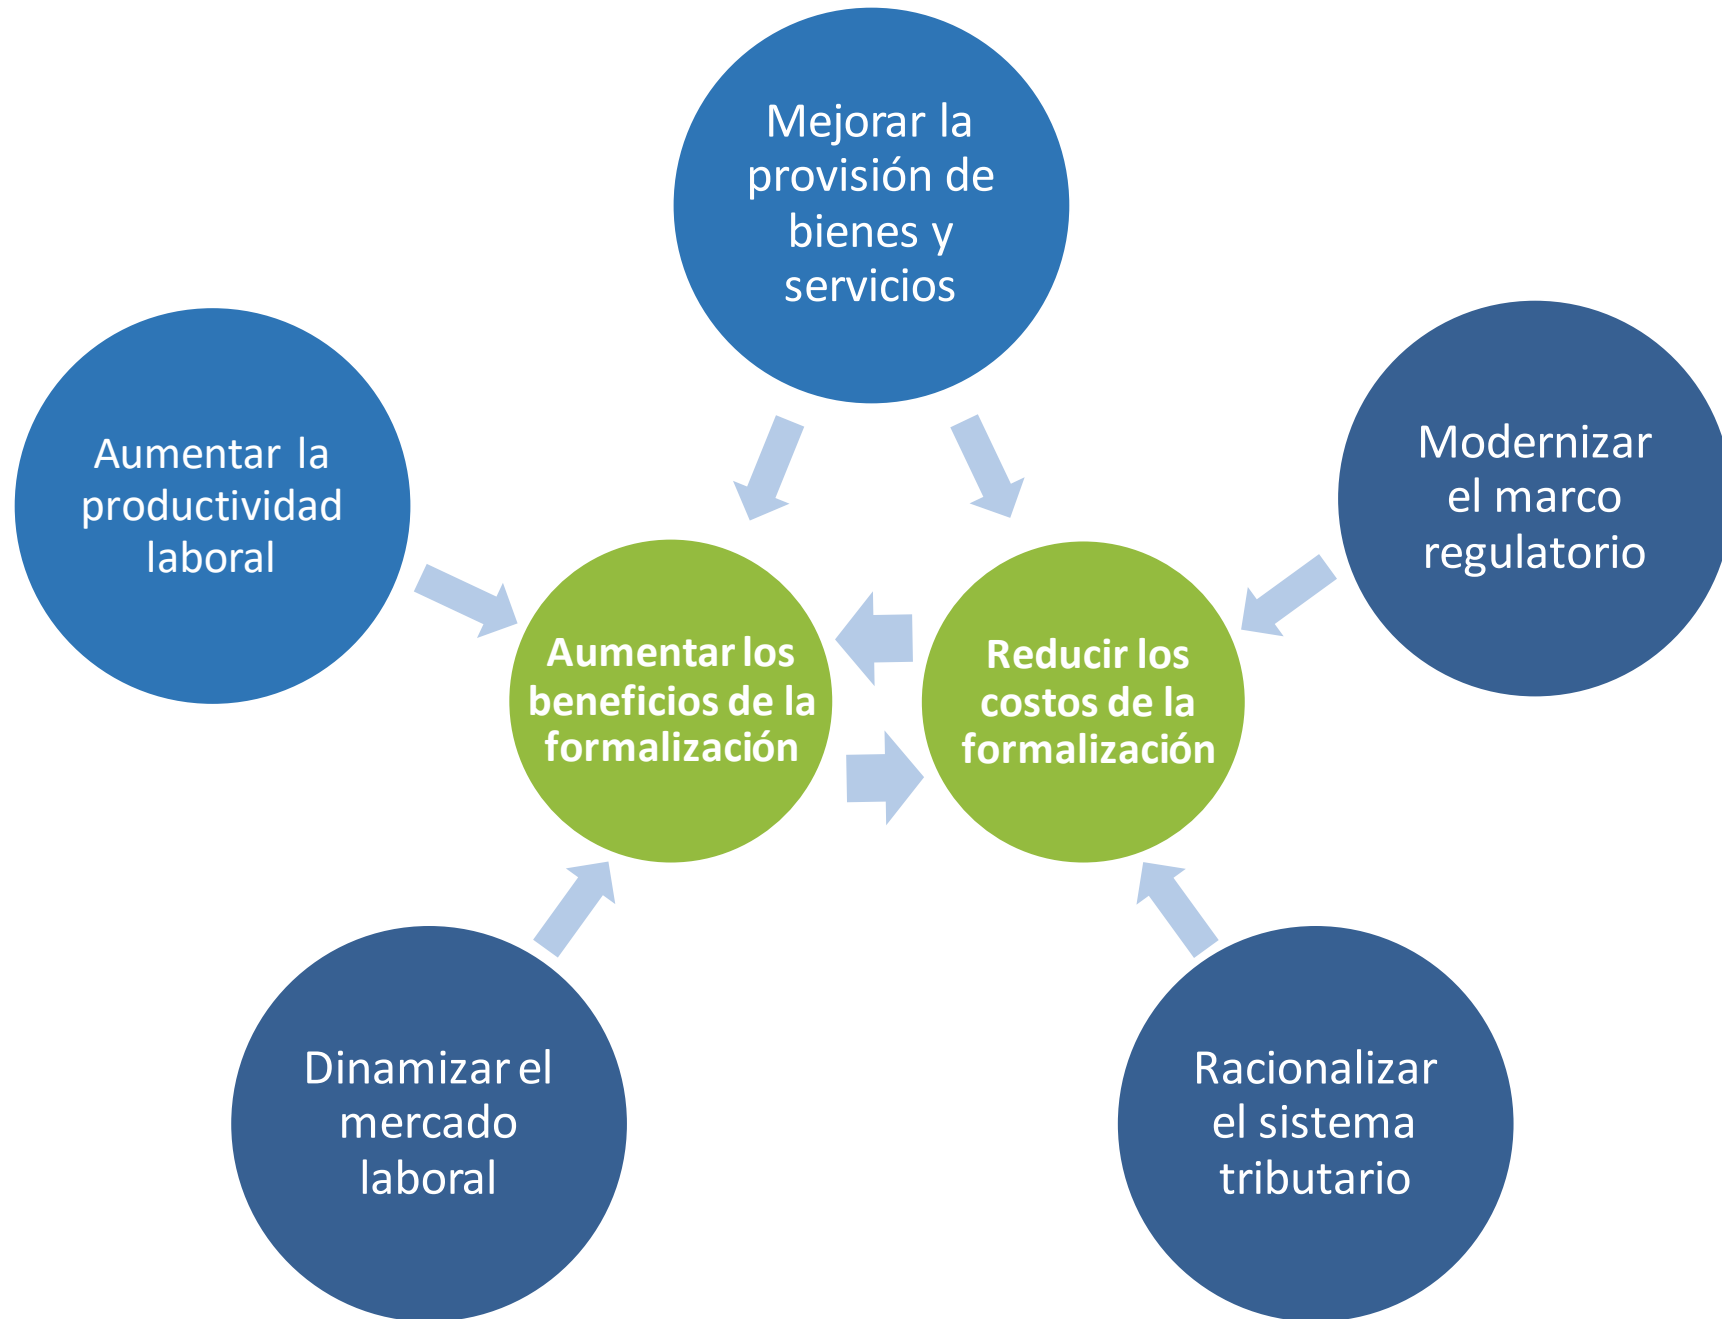 Mejorar la
provisión de
bienes y
servicios
Aumentar la
productividad
laboral
Modernizar
el marco
regulatorio
Aumentar los
beneficios de la
formalización
Reducir los
costos de la
formalización
Dinamizar el
mercado
laboral
Racionalizar
el sistema
tributario